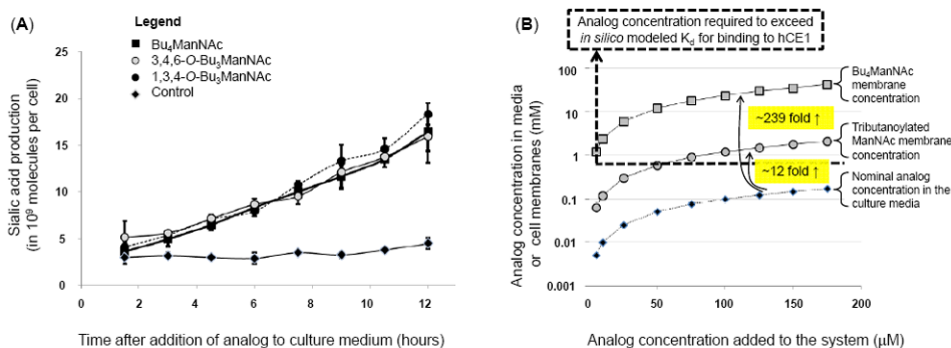 (A)
Legend
Bu₄ManNAc
3,4,6-O-Bu₃ManNAc
1,3,4-O-Bu₃ManNAc
Control
Sialic acid production
(in 10⁹ molecules per cell)
25
20
15
10
5
0
0
2
4
6
8
10
12
Time after addition of analog to culture medium (hours)
(B)
Analog concentration required to exceed
in silico modeled Kd for binding to hCE1
Analog concentration in media
or cell membranes (mM)
100
10
1
0.1
0.01
0.001
Bu₄ManNAc
membrane
concentration
~239 fold ↑
Tributanoylated
ManNAc membrane
concentration
~12 fold ↑
Nominal analog
concentration in the
culture media
0
50
100
150
200
Analog concentration added to the system (μM)